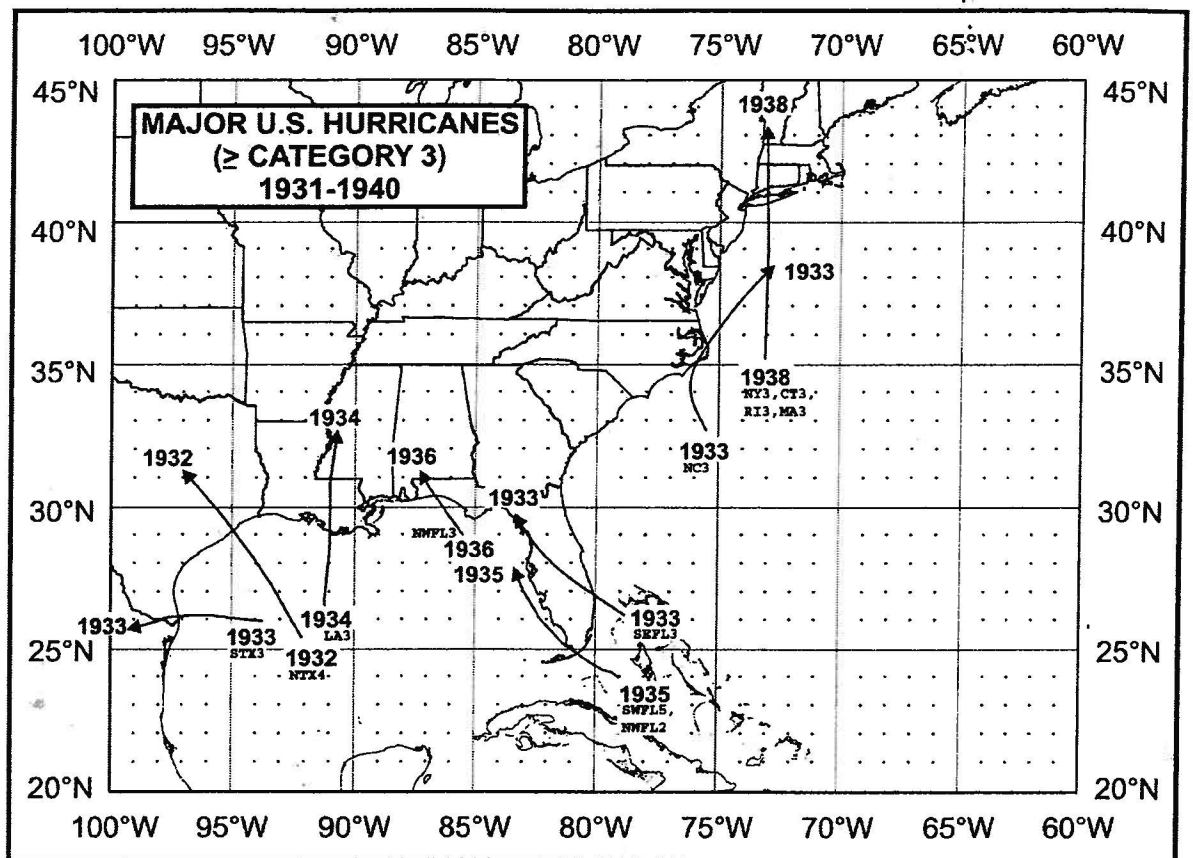 100°W 95°W 90°W 85°W 80°W 75°W 70°W 65°W 60°W
45°N 45°N
MAJOR U.S. HURRICANES
(≥ CATEGORY 3)
1931-1940
1938
40°N 40°N
1933
35°N 35°N
1938
NY3,CT3,
RI3,MA3
1934
1933
NC3
1932
1936
1933
30°N 30°N
NWFL3
1936
1935
1933
1934
LA3
1933
STX3
1933
SEFL3
25°N 25°N
1932
NTX4
1935
SWFL5,
NWFL2
20°N 20°N
100°W 95°W 90°W 85°W 80°W 75°W 70°W 65°W 60°W